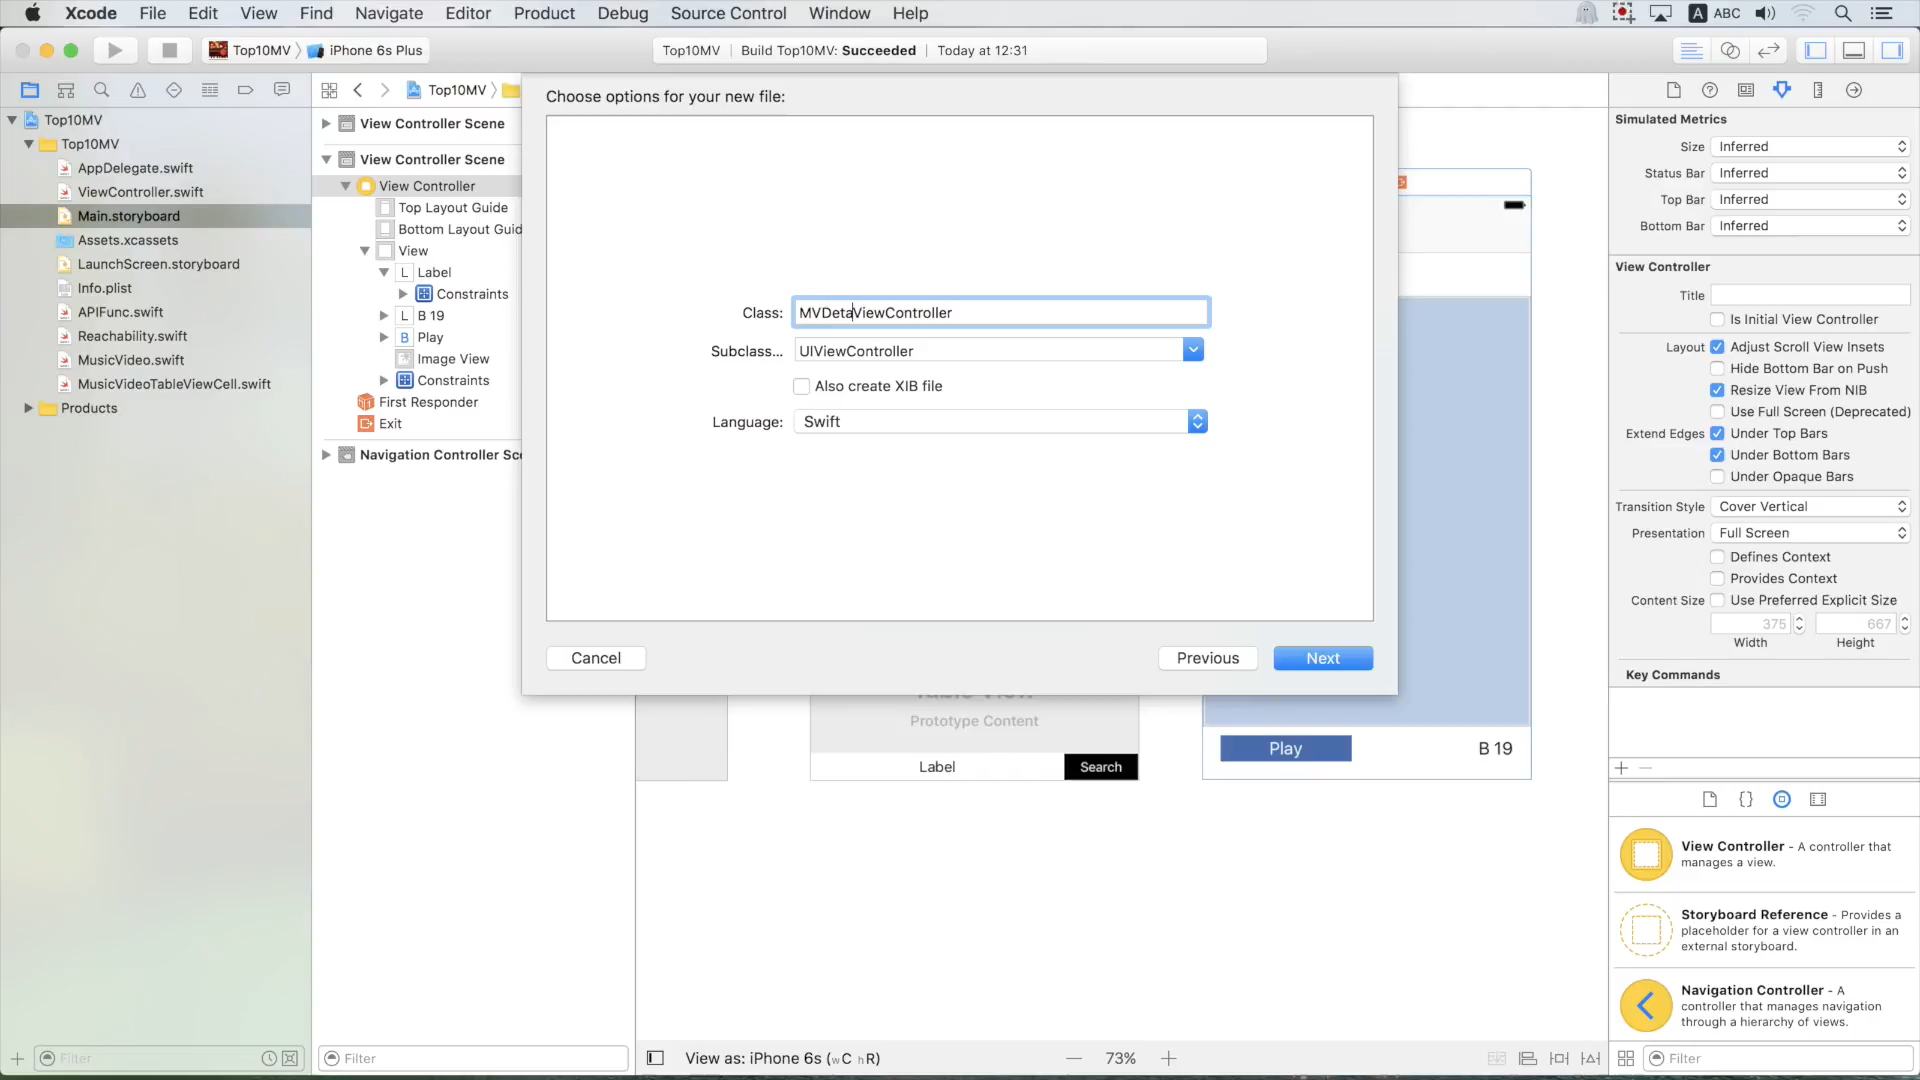 Xcode File Edit View Find Navigate Editor Product Debug Source Control Window Help
A ABC
Top10MV iPhone 6s Plus
Top10MV Build Top10MV: Succeeded Today at 12:31
Top10MV
Top10MV
AppDelegate.swift
ViewController.swift
Main.storyboard
Assets.xcassets
LaunchScreen.storyboard
Info.plist
APIFunc.swift
Reachability.swift
MusicVideo.swift
MusicVideoTableViewCell.swift
Products
Filter
Top10MV
View Controller Scene
View Controller Scene
View Controller
Top Layout Guide
Bottom Layout Guid
View
L Label
Constraints
L B 19
B Play
Image View
Constraints
First Responder
Exit
Navigation Controller Sce
Filter
Choose options for your new file:
Class: MVDetaViewController
Subclass... UIViewController
Also create XIB file
Language: Swift
Cancel
Previous
Next
Prototype Content
Label
Search
Play
B 19
View as: iPhone 6s (wC hR)
73%
Simulated Metrics
Size Inferred
Status Bar Inferred
Top Bar Inferred
Bottom Bar Inferred
View Controller
Title
Is Initial View Controller
Layout Adjust Scroll View Insets
Hide Bottom Bar on Push
Resize View From NIB
Use Full Screen (Deprecated)
Extend Edges Under Top Bars
Under Bottom Bars
Under Opaque Bars
Transition Style Cover Vertical
Presentation Full Screen
Defines Context
Provides Context
Content Size Use Preferred Explicit Size
375 667
Width Height
Key Commands
View Controller - A controller that
manages a view.
Storyboard Reference - Provides a
placeholder for a view controller in an
external storyboard.
Navigation Controller - A
controller that manages navigation
through a hierarchy of views.
Filter